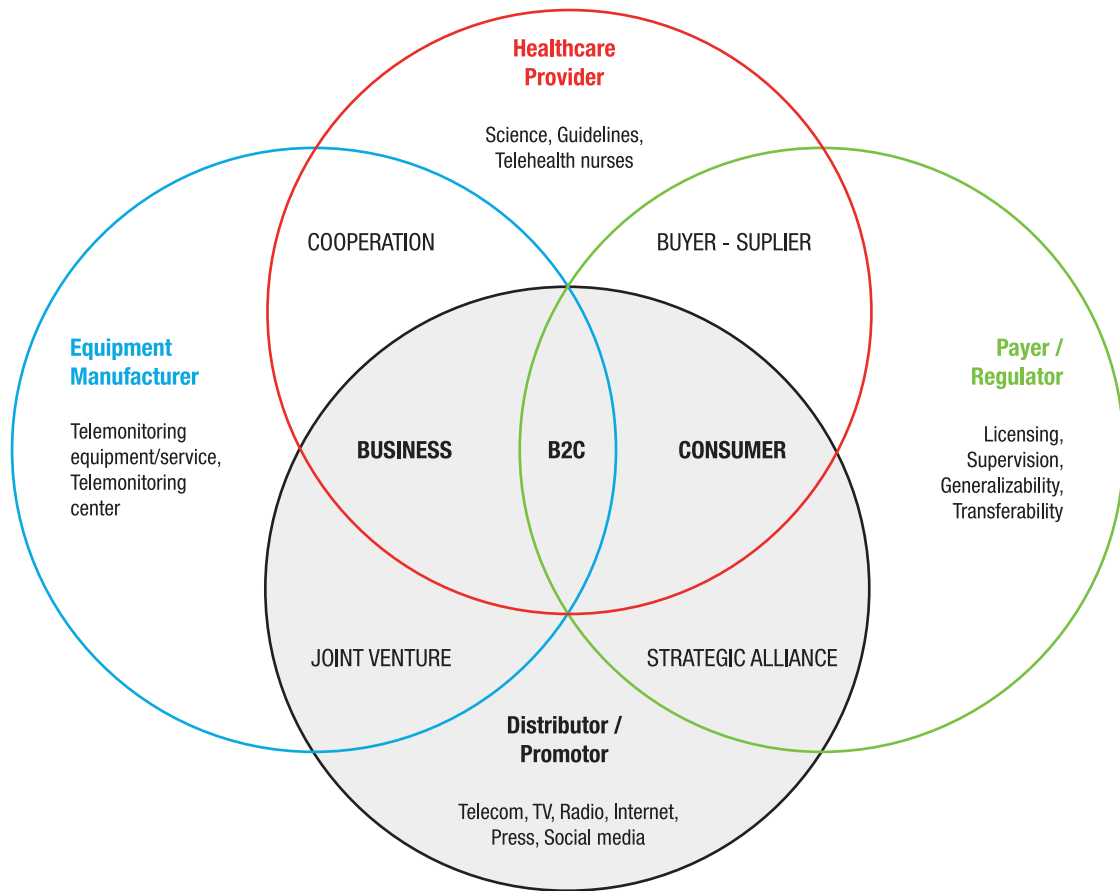 Healthcare
Provider
Science, Guidelines,
Telehealth nurses
COOPERATION
BUYER - SUPLIER
Equipment
Manufacturer
Telemonitoring
equipment/service,
Telemonitoring
center
Payer /
Regulator
Licensing,
Supervision,
Generalizability,
Transferability
BUSINESS
B2C
CONSUMER
JOINT VENTURE
STRATEGIC ALLIANCE
Distributor /
Promotor
Telecom, TV, Radio, Internet,
Press, Social media